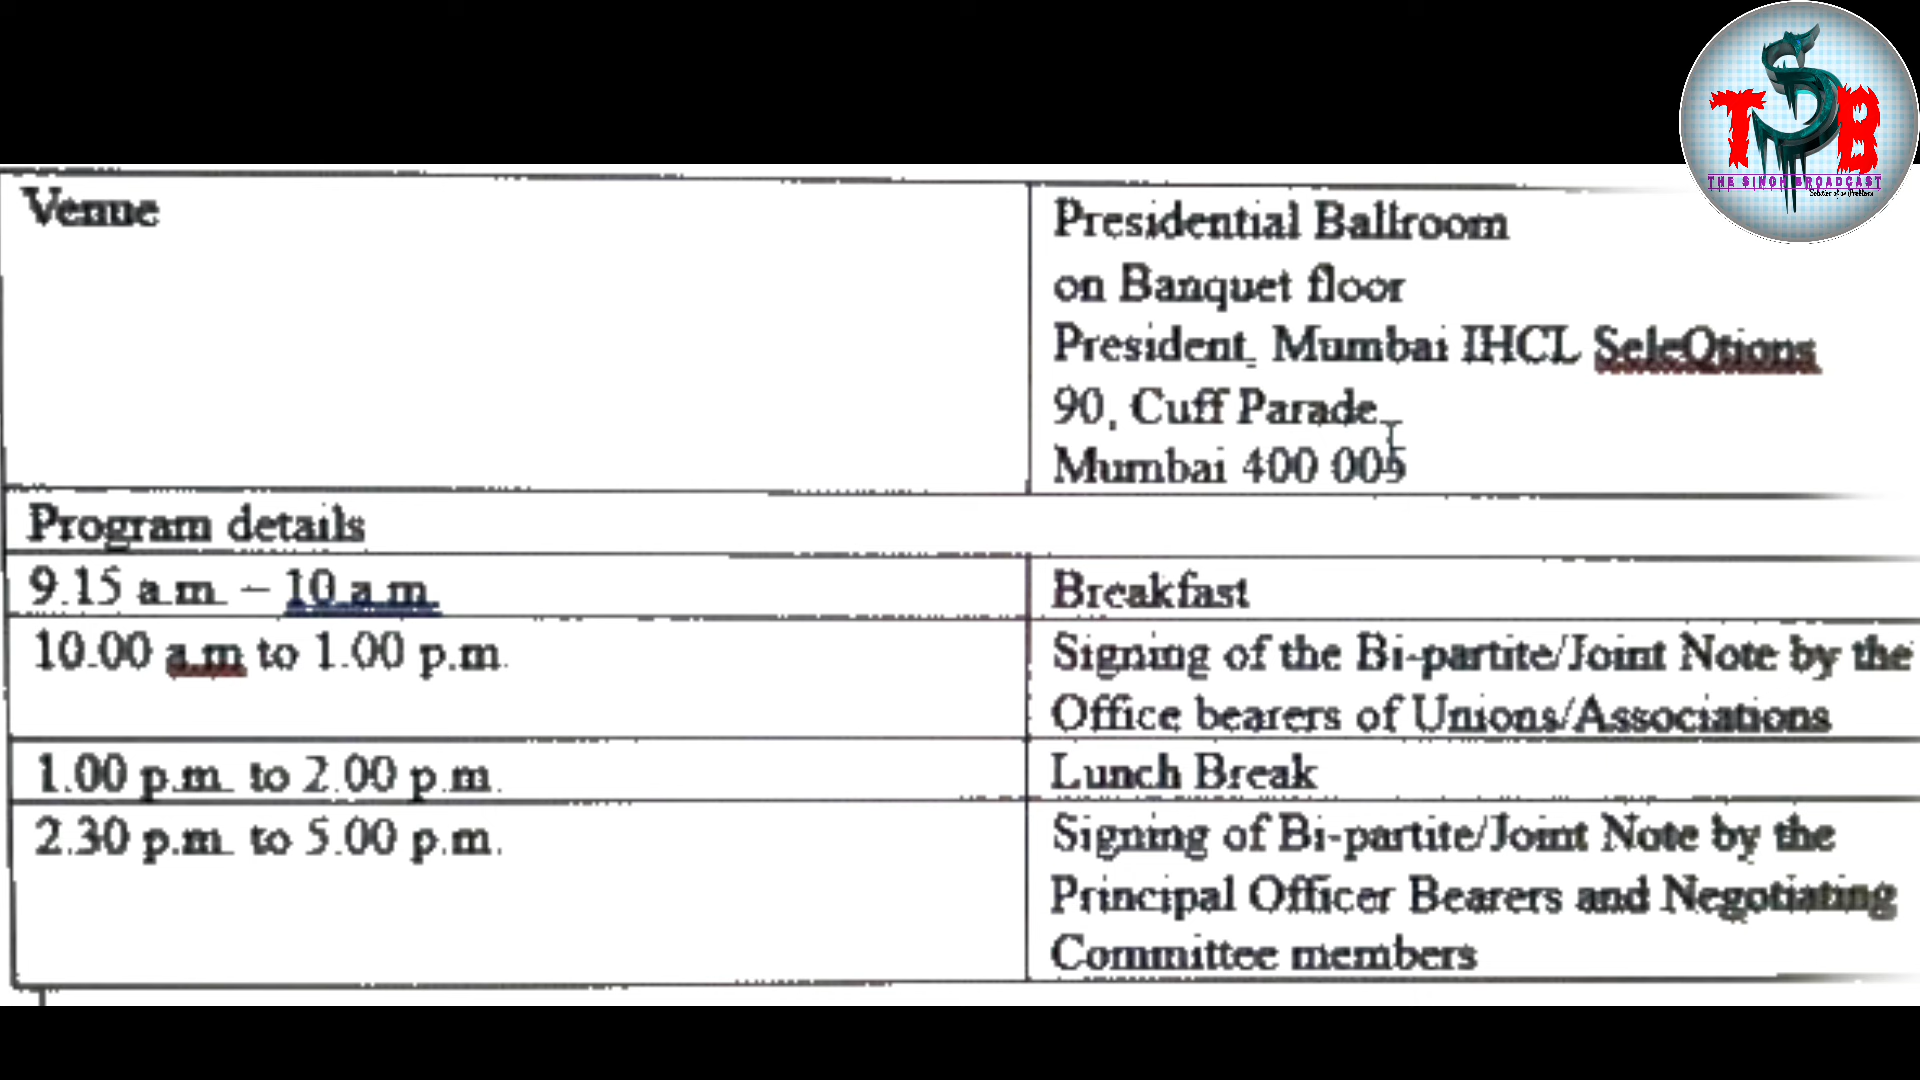 TSB
THE SINGH BROADCAST
Venue
Presidential Ballroom
on Banquet floor
President, Mumbai IHCL SeleQtions
90, Cuff Parade
Mumbai 400 005
Program details
9.15 a.m. – 10 a.m.
Breakfast
10.00 a.m to 1.00 p.m.
Signing of the Bi-partite/Joint Note by the
Office bearers of Unions/Associations
1.00 p.m. to 2.00 p.m.
Lunch Break
2.30 p.m. to 5.00 p.m.
Signing of Bi-partite/Joint Note by the
Principal Officer Bearers and Negotiating
Committee members